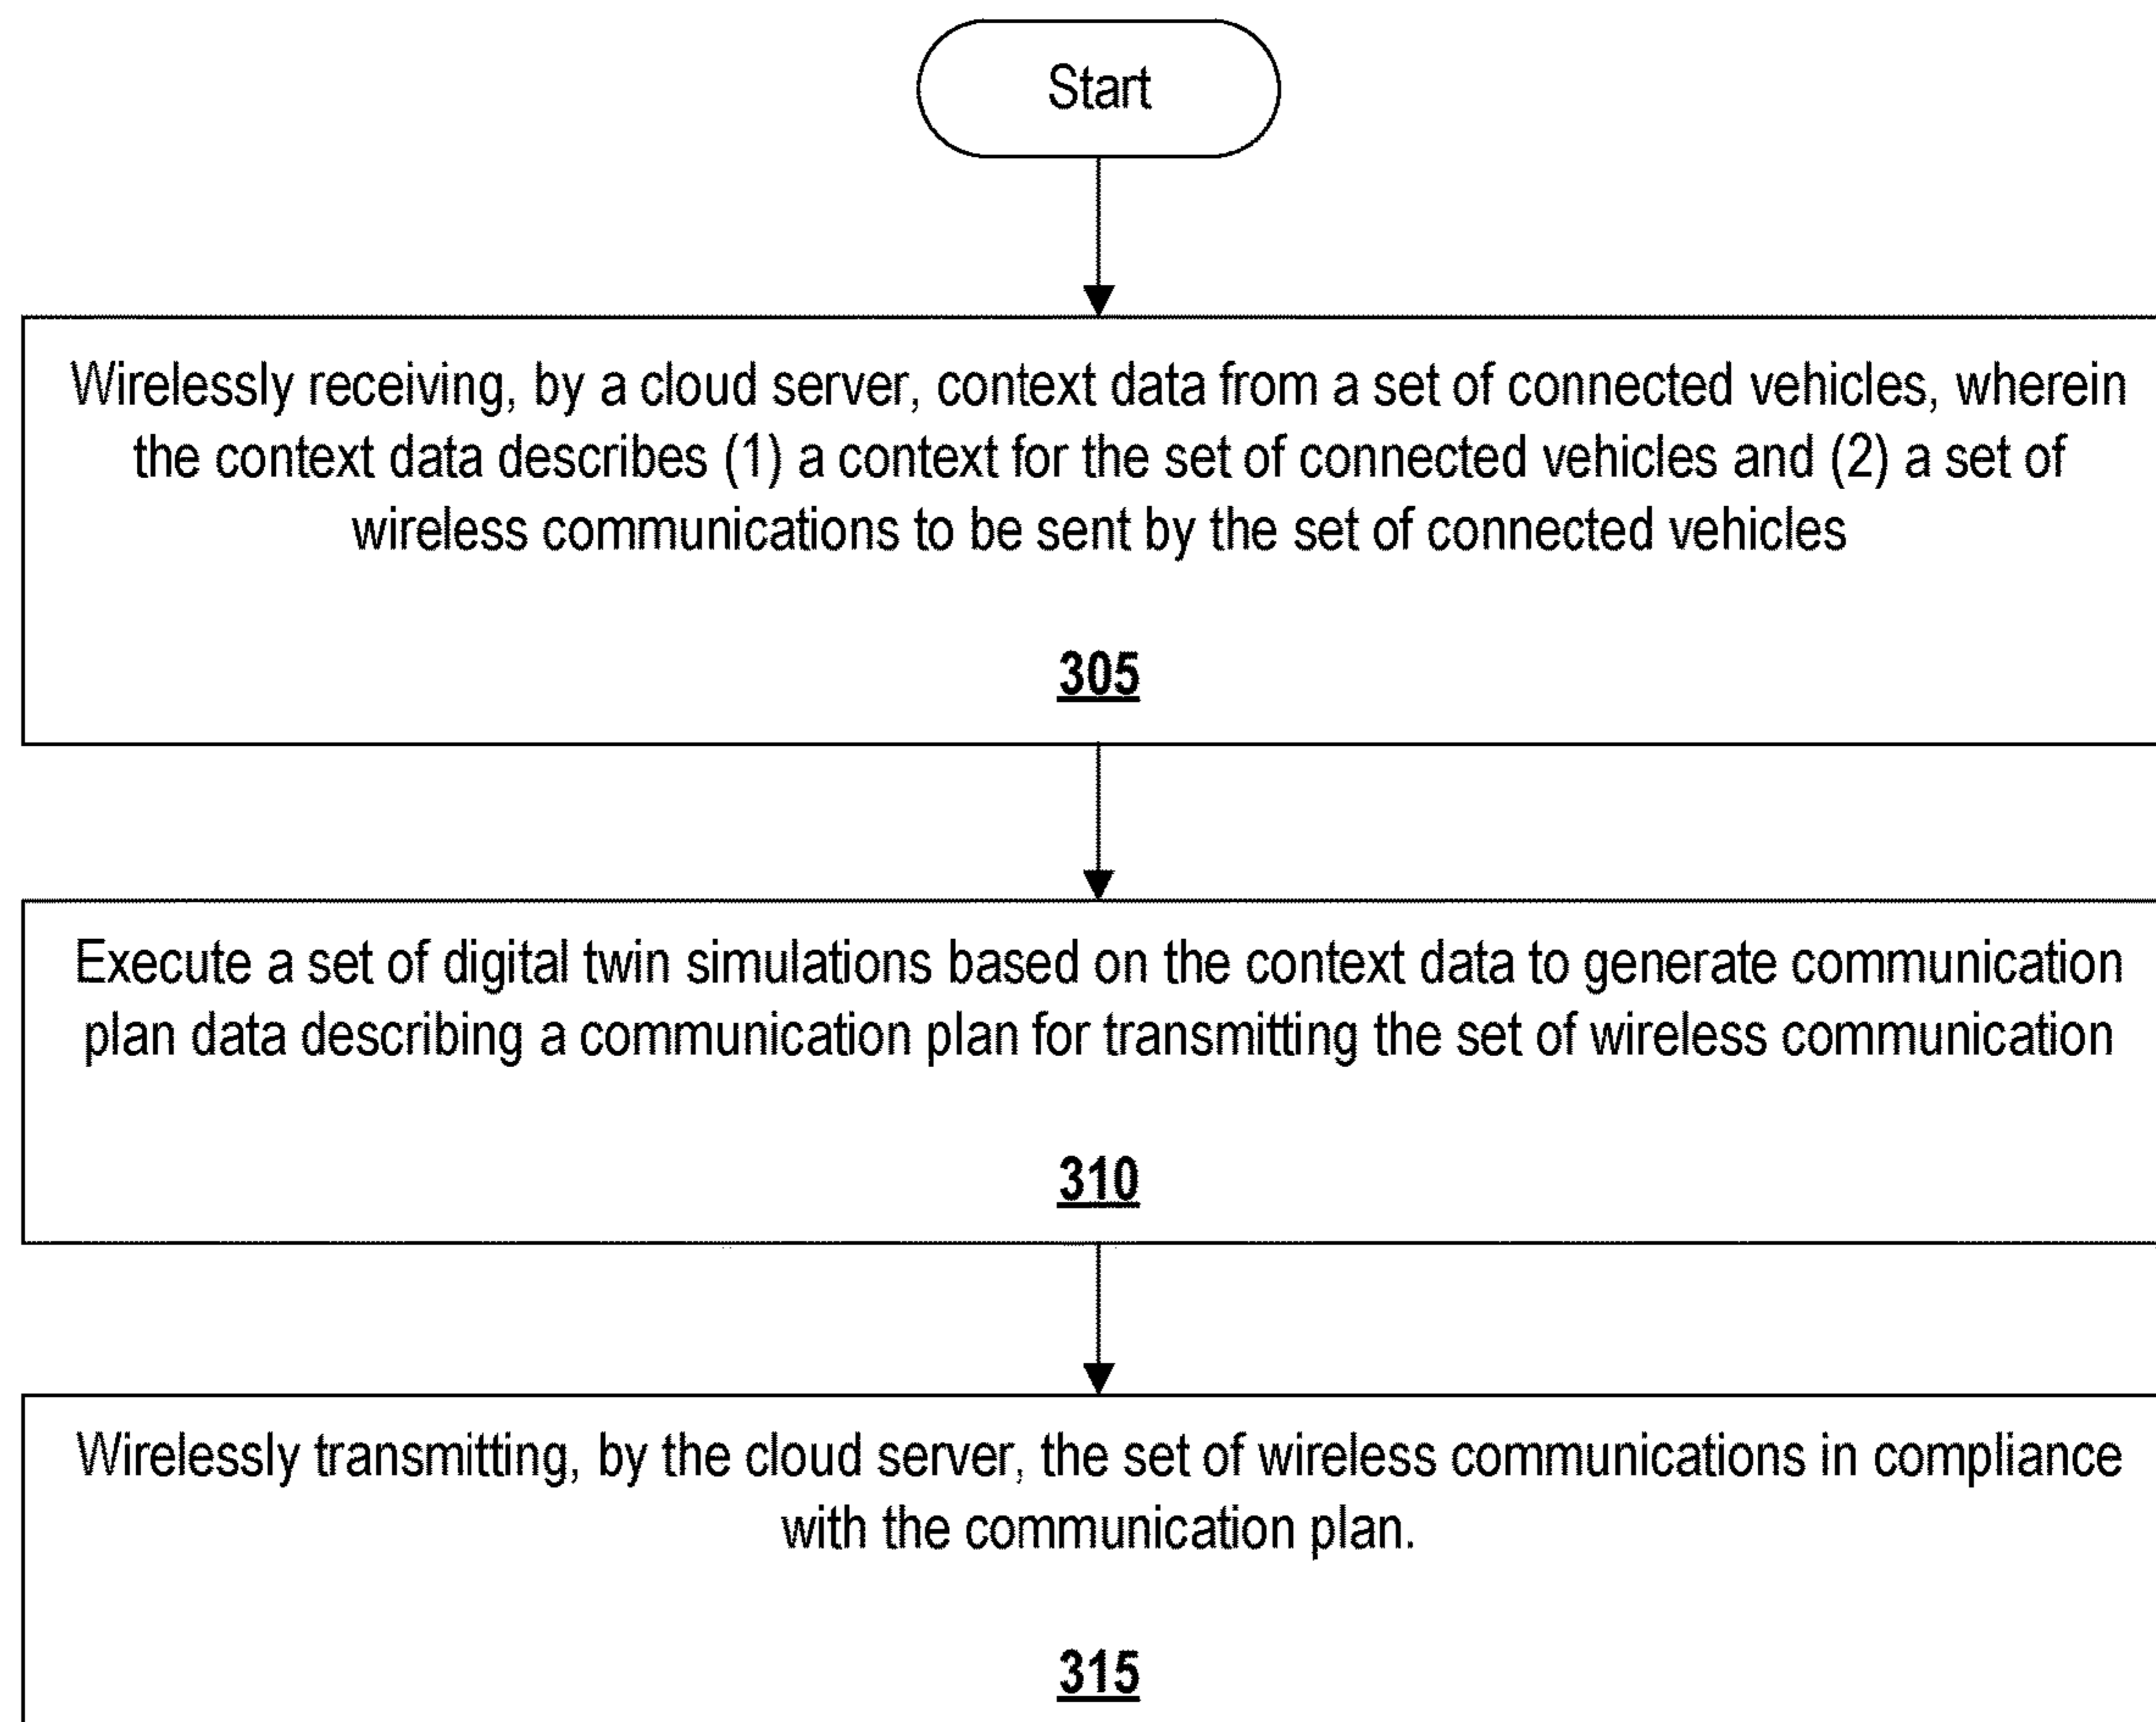 Start
Wirelessly receiving, by a cloud server, context data from a set of connected vehicles, wherein
the context data describes (1) a context for the set of connected vehicles and (2) a set of
wireless communications to be sent by the set of connected vehicles
305
Execute a set of digital twin simulations based on the context data to generate communication
plan data describing a communication plan for transmitting the set of wireless communication
310
Wirelessly transmitting, by the cloud server, the set of wireless communications in compliance
with the communication plan.
315